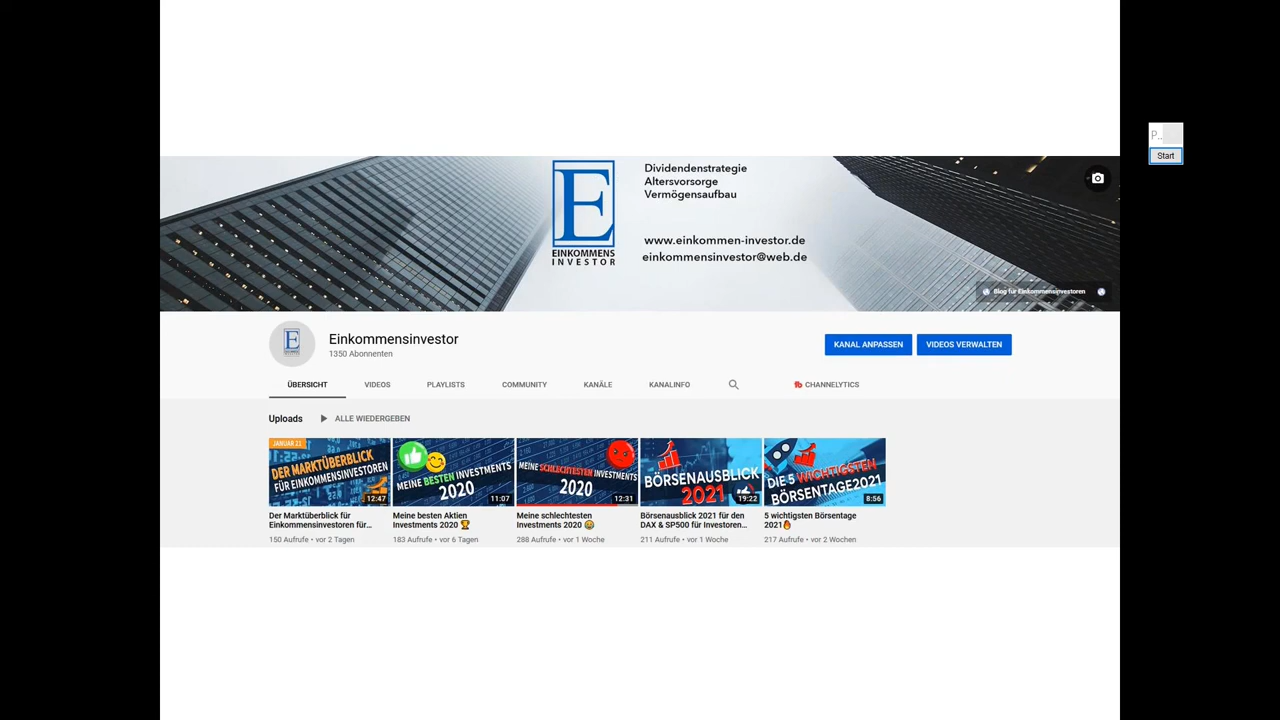 Dividendenstrategie
Altersvorsorge
Vermögensaufbau
E
EINKOMMENS
INVESTOR
www.einkommen-investor.de
einkommensinvestor@web.de
Blog für Einkommensinvestoren
P...
Start
E
Einkommensinvestor
1350 Abonnenten
KANAL ANPASSEN
VIDEOS VERWALTEN
ÜBERSICHT
VIDEOS
PLAYLISTS
COMMUNITY
KANÄLE
KANALINFO
CHANNELYTICS
Uploads
ALLE WIEDERGEBEN
JANUAR 21
DER MARKTÜBERBLICK
FÜR EINKOMMENSINVESTOREN
12:47
Der Marktüberblick für
Einkommensinvestoren für...
150 Aufrufe • vor 2 Tagen
MEINE BESTEN INVESTMENTS
2020
11:07
Meine besten Aktien
Investments 2020 🏆
183 Aufrufe • vor 6 Tagen
MEINE SCHLECHTESTEN INVESTMENTS
2020
12:31
Meine schlechtesten
Investments 2020
288 Aufrufe • vor 1 Woche
BÖRSENAUSBLICK
2021
19:22
Börsenausblick 2021 für den
DAX & SP500 für Investoren...
211 Aufrufe • vor 1 Woche
DIE 5 WICHTIGSTEN
BÖRSENTAGE 2021
8:56
5 wichtigsten Börsentage
2021🔥
217 Aufrufe • vor 2 Wochen